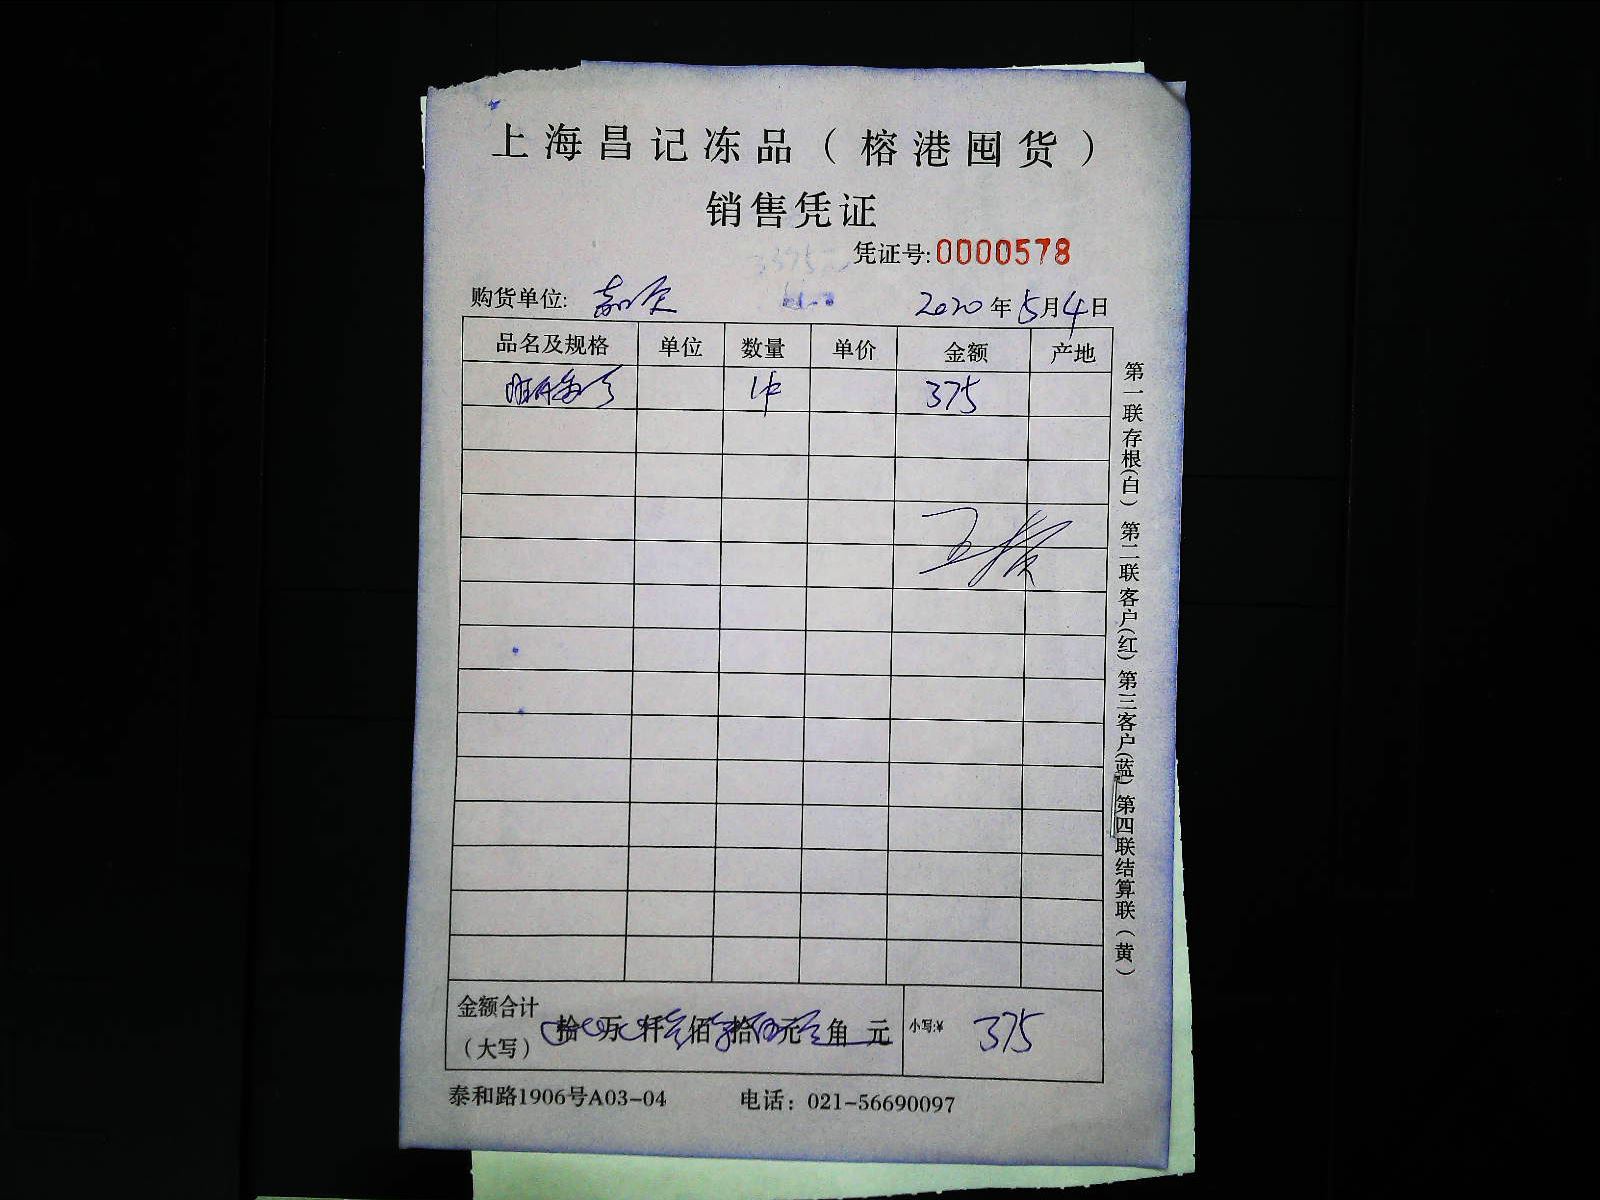 上海昌记冻品（榕港囤货）
销售凭证
凭证号:0000578
购货单位: 2020年5月4日
品名及规格 单位 数量 单价 金额 产地
1件 375
金额合计（大写） 拾 万 仟 佰 拾 元 角 元 小写:¥ 375
泰和路1906号A03-04 电话：021-56690097
第一联存根(白) 第二联客户(红) 第三客户(蓝) 第四联结算联(黄)